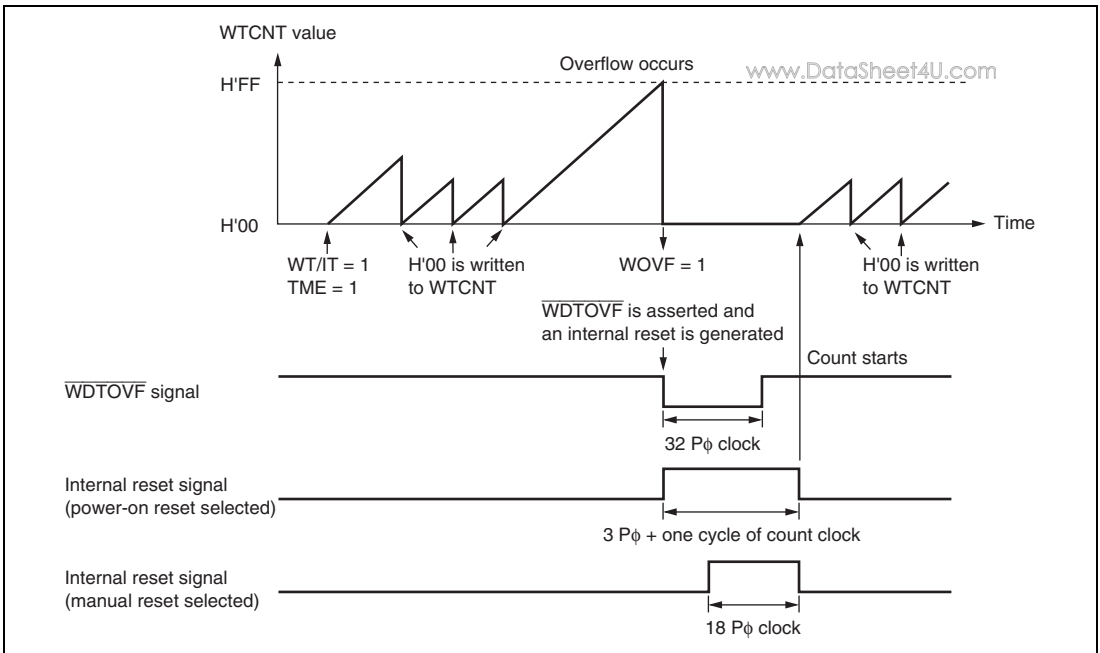 WTCNT value
Overflow occurs
www.DataSheet4U.com
H'FF
H'00
Time
WT/IT = 1
TME = 1
H'00 is written
to WTCNT
WOVF = 1
H'00 is written
to WTCNT
WDTOVF is asserted and
an internal reset is generated
Count starts
WDTOVF signal
32 Pϕ clock
Internal reset signal
(power-on reset selected)
3 Pϕ + one cycle of count clock
Internal reset signal
(manual reset selected)
18 Pϕ clock